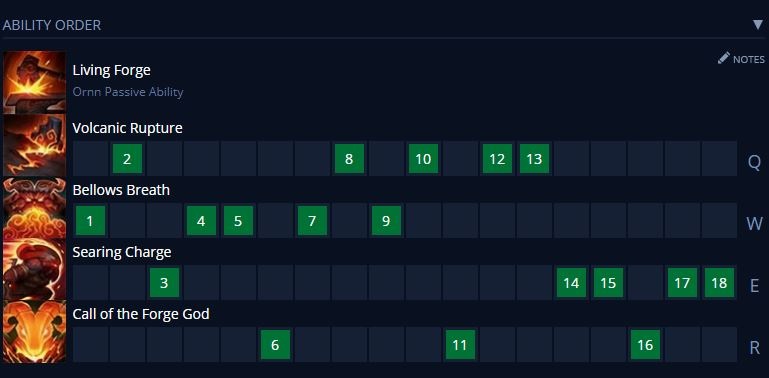 ABILITY ORDER ▼
NOTES
Living Forge
Ornn Passive Ability
Volcanic Rupture
2 8 10 12 13 Q
Bellows Breath
1 4 5 7 9 W
Searing Charge
3 14 15 17 18 E
Call of the Forge God
6 11 16 R